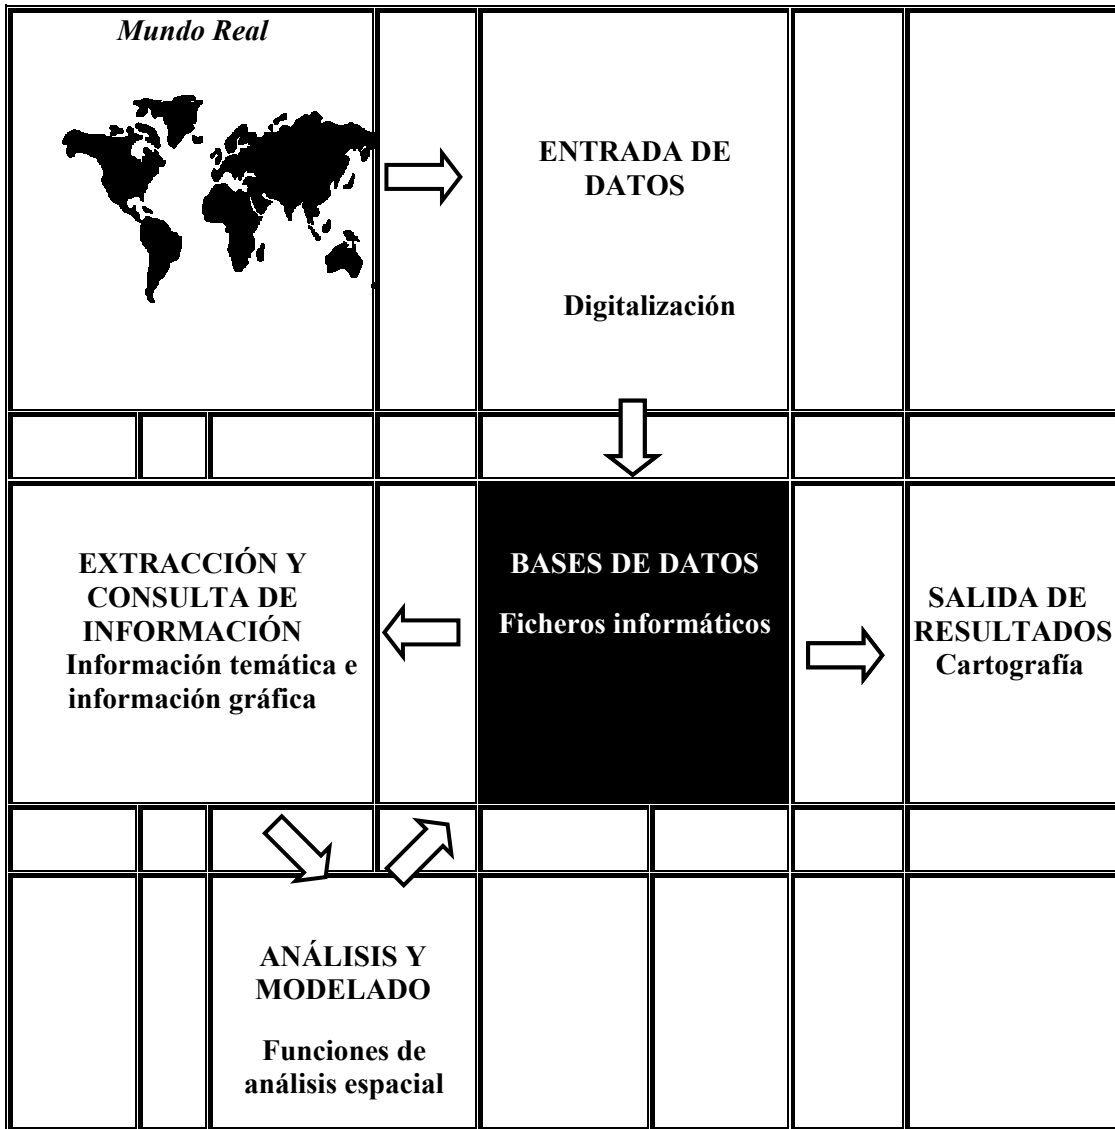 Mundo Real
ENTRADA DE
DATOS
Digitalización
EXTRACCIÓN Y
CONSULTA DE
INFORMACIÓN
Información temática e
información gráfica
BASES DE DATOS
Ficheros informáticos
SALIDA DE
RESULTADOS
Cartografía
ANÁLISIS Y
MODELADO
Funciones de
análisis espacial